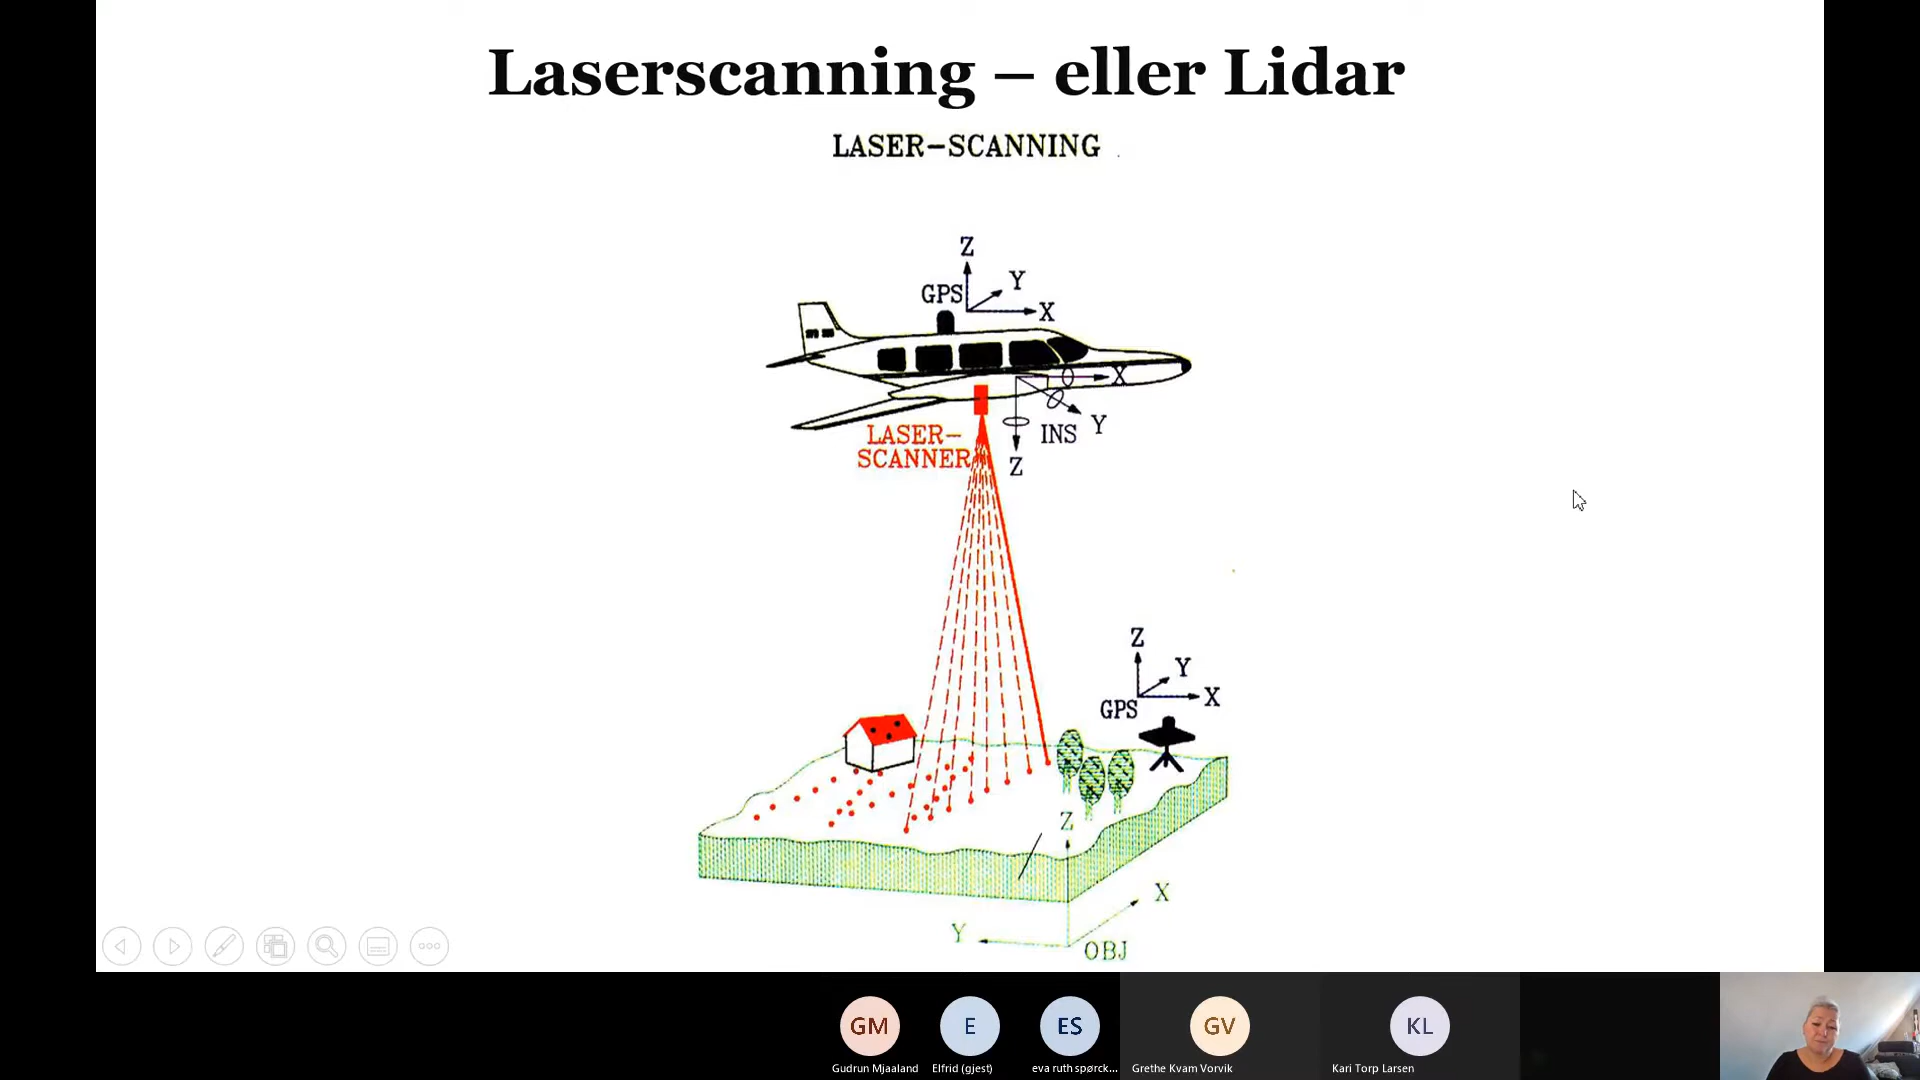 Laserscanning – eller Lidar
LASER-SCANNING
Z
Y
GPS
X
X
Y
INS
Z
LASER-
SCANNER
Z
Y
X
GPS
Z
X
Y
OBJ
GM
E
ES
GV
KL
Gudrun Mjaaland
Elfrid (gjest)
eva ruth spørck...
Grethe Kvam Vorvik
Kari Torp Larsen